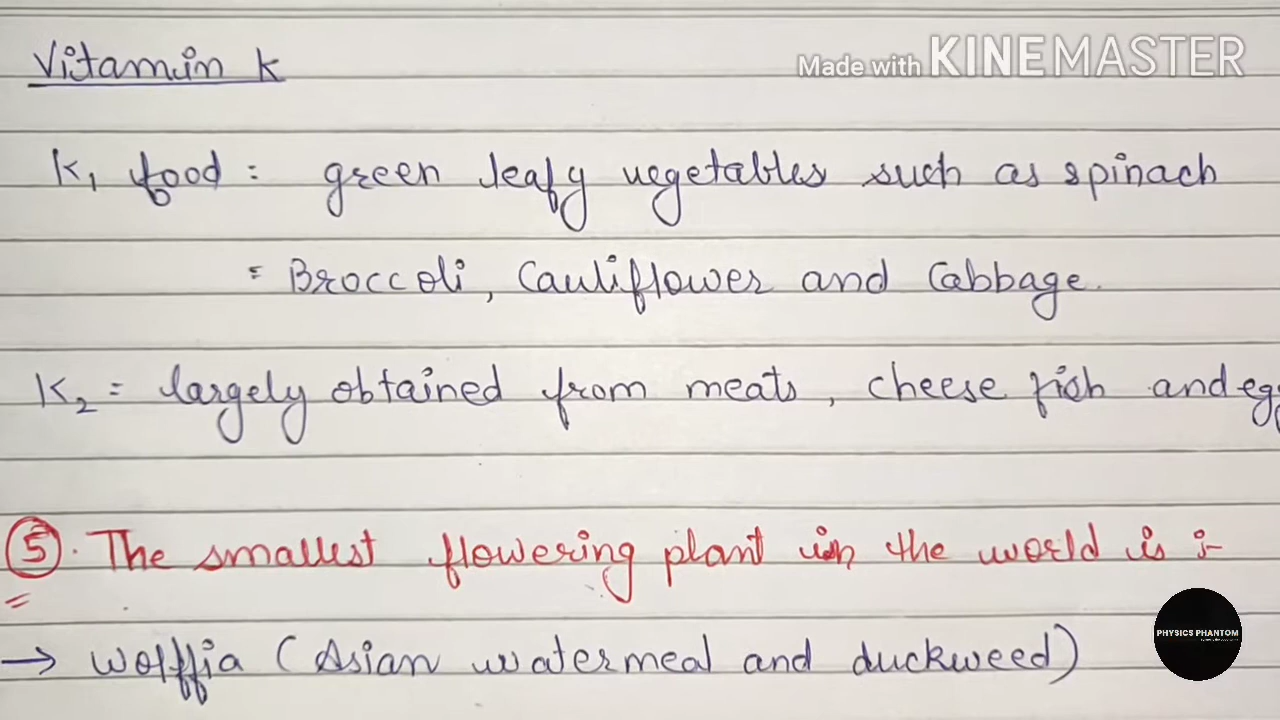 Vitamin K
Made with KINEMASTER
K₁ food : green leafy vegetables such as spinach
= Broccoli, Cauliflower and Cabbage.
K₂ = largely obtained from meats, cheese fish and
5. The smallest flowering plant in the world is :-
→ Wolffia (Asian watermeal and duckweed)
PHYSICS PHANTOM